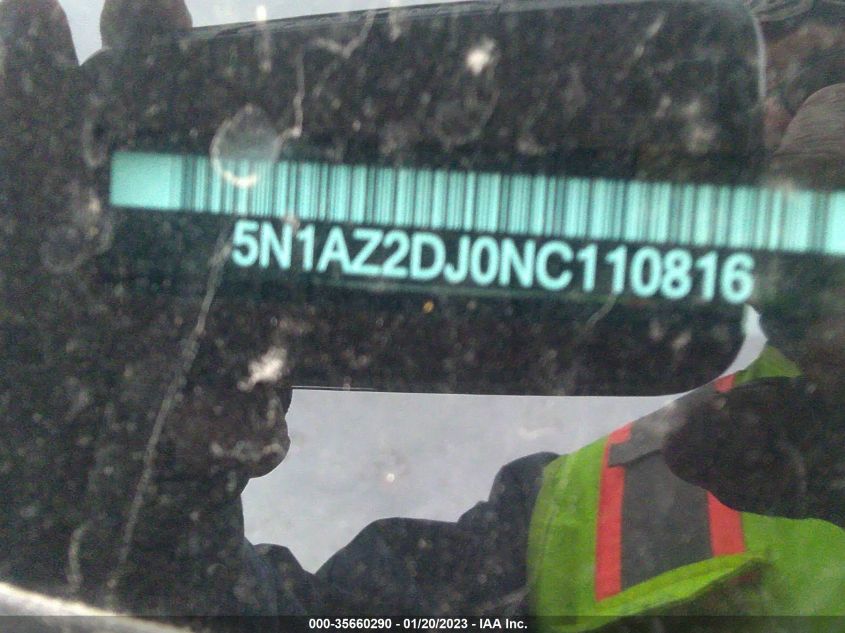 5N1AZ2DJ0NC110816
000-35660290 - 01/20/2023 - IAA Inc.